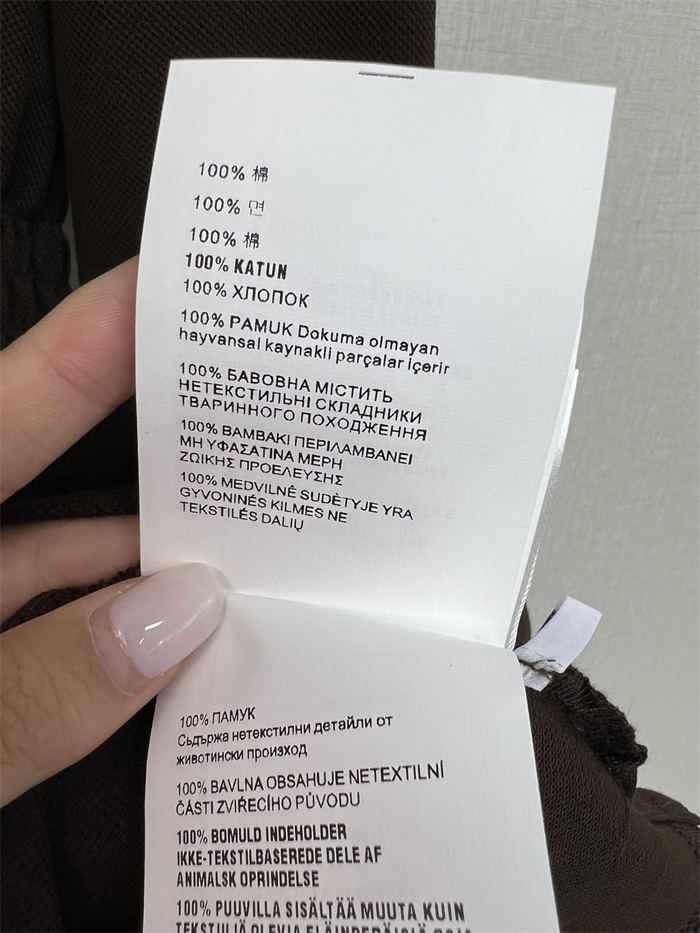 100% 棉
100% 면
100% 棉
100% KATUN
100% ХЛОПОК
100% PAMUK Dokuma olmayan
hayvansal kaynakli parçalar içerir
100% БАВОВНА МІСТИТЬ
НЕТЕКСТИЛЬНІ СКЛАДНИКИ
ТВАРИННОГО ПОХОДЖЕННЯ
100% ΒΑΜΒΑΚΙ ΠΕΡΙΛΑΜΒΑΝΕΙ
ΜΗ ΥΦΑΣΑΤΙΝΑ ΜΕΡΗ
ΖΩΙΚΗΣ ΠΡΟΕΛΕΥΣΗΣ
100% MEDVILNĖ SUDĖTYJE YRA
GYVONINĖS KILMĖS NE
TEKSTILĖS DALIŲ
100% ПАМУК
Съдържа нетекстилни детайли от
животински произход
100% BAVLNA OBSAHUJE NETEXTILNÍ
ČÁSTI ZVÍŘECÍHO PŮVODU
100% BOMULD INDEHOLDER
IKKE-TEKSTILBASEREDE DELE AF
ANIMALSK OPRINDELSE
100% PUUVILLA SISÄLTÄÄ MUUTA KUIN